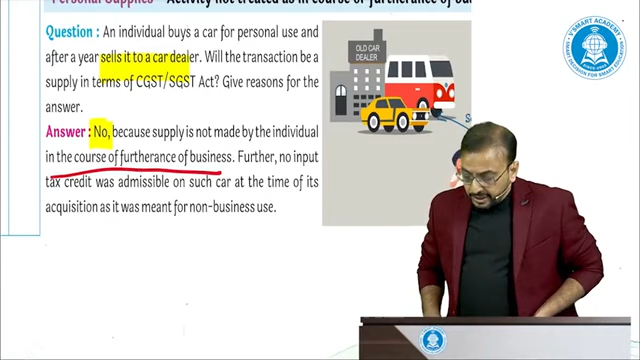 Personal Supplies - Activity not treated as in course or furtherance of bu
Question : An individual buys a car for personal use and
after a year sells it to a car dealer. Will the transaction be a
supply in terms of CGST/SGST Act? Give reasons for the
answer.
Answer : No, because supply is not made by the individual
in the course of furtherance of business. Further, no input
tax credit was admissible on such car at the time of its
acquisition as it was meant for non-business use.
OLD CAR
DEALER
V SMART ACADEMY